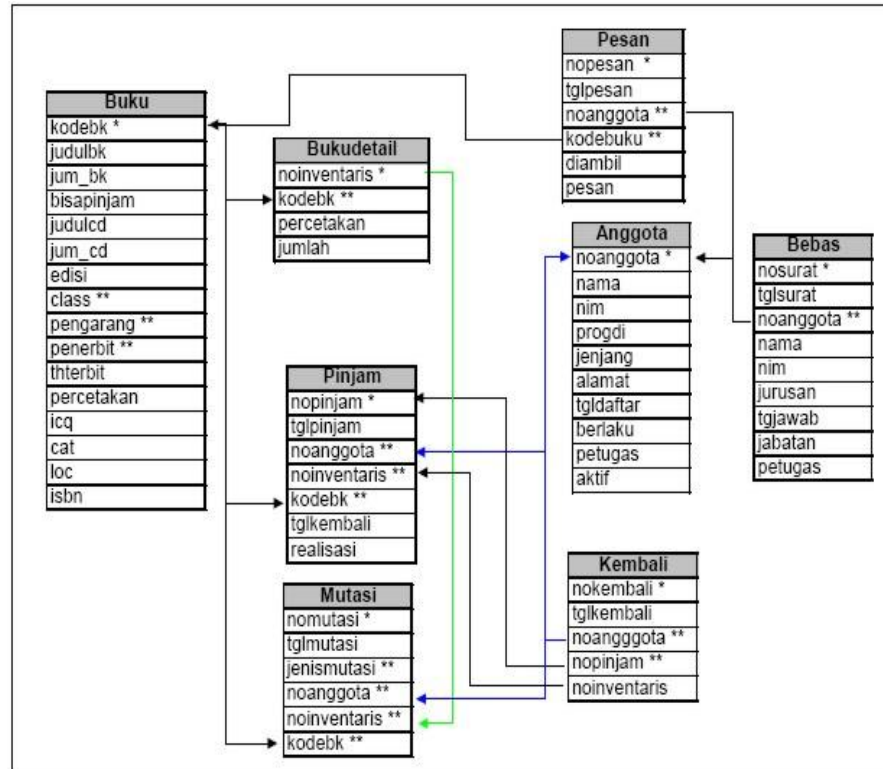 Buku
kodebk *
judulbk
jum_bk
bisapinjam
judulcd
jum_cd
edisi
class **
pengarang **
penerbit **
thterbit
percetakan
icq
cat
loc
isbn
Bukudetail
noinventaris *
kodebk **
percetakan
jumlah
Pinjam
nopinjam *
tglpinjam
noanggota **
noinventaris **
kodebk **
tglkembali
realisasi
Mutasi
nomutasi *
tglmutasi
jenismutasi **
noanggota **
noinventaris **
kodebk **
Pesan
nopesan *
tglpesan
noanggota **
kodebuku **
diambil
pesan
Anggota
noanggota *
nama
nim
progdi
jenjang
alamat
tgldaftar
berlaku
petugas
aktif
Bebas
nosurat *
tglsurat
noanggota **
nama
nim
jurusan
tgjawab
jabatan
petugas
Kembali
nokembali *
tglkembali
noangggota **
nopinjam **
noinventaris